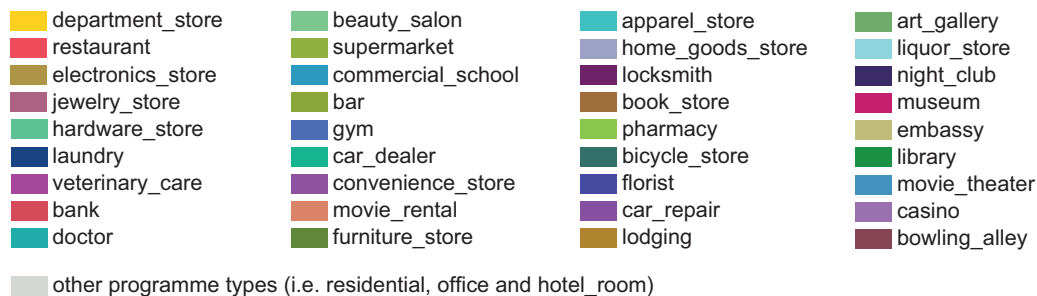 department_store beauty_salon apparel_store art_gallery
restaurant supermarket home_goods_store liquor_store
electronics_store commercial_school locksmith night_club
jewelry_store bar book_store museum
hardware_store gym pharmacy embassy
laundry car_dealer bicycle_store library
veterinary_care convenience_store florist movie_theater
bank movie_rental car_repair casino
doctor furniture_store lodging bowling_alley
other programme types (i.e. residential, office and hotel_room)